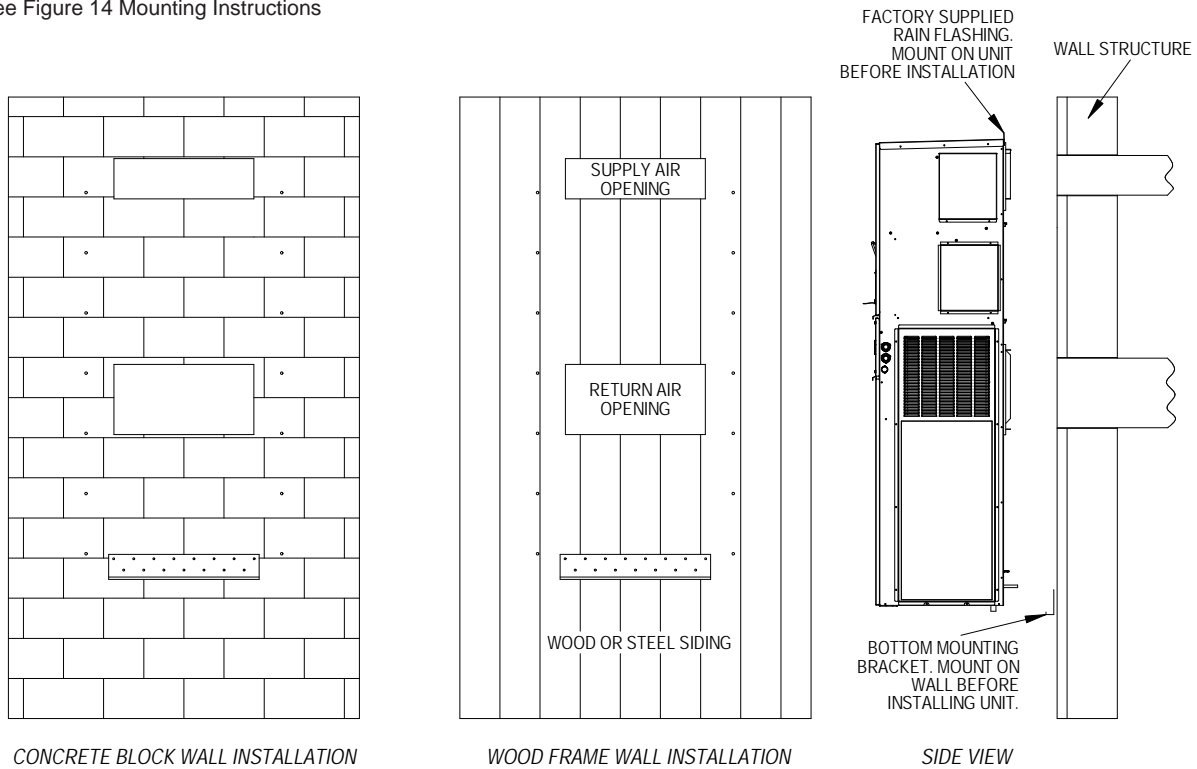 ee Figure 14 Mounting Instructions
FACTORY SUPPLIED
RAIN FLASHING.
MOUNT ON UNIT
BEFORE INSTALLATION
WALL STRUCTURE
SUPPLY AIR
OPENING
RETURN AIR
OPENING
WOOD OR STEEL SIDING
BOTTOM MOUNTING
BRACKET. MOUNT ON
WALL BEFORE
INSTALLING UNIT.
CONCRETE BLOCK WALL INSTALLATION
WOOD FRAME WALL INSTALLATION
SIDE VIEW